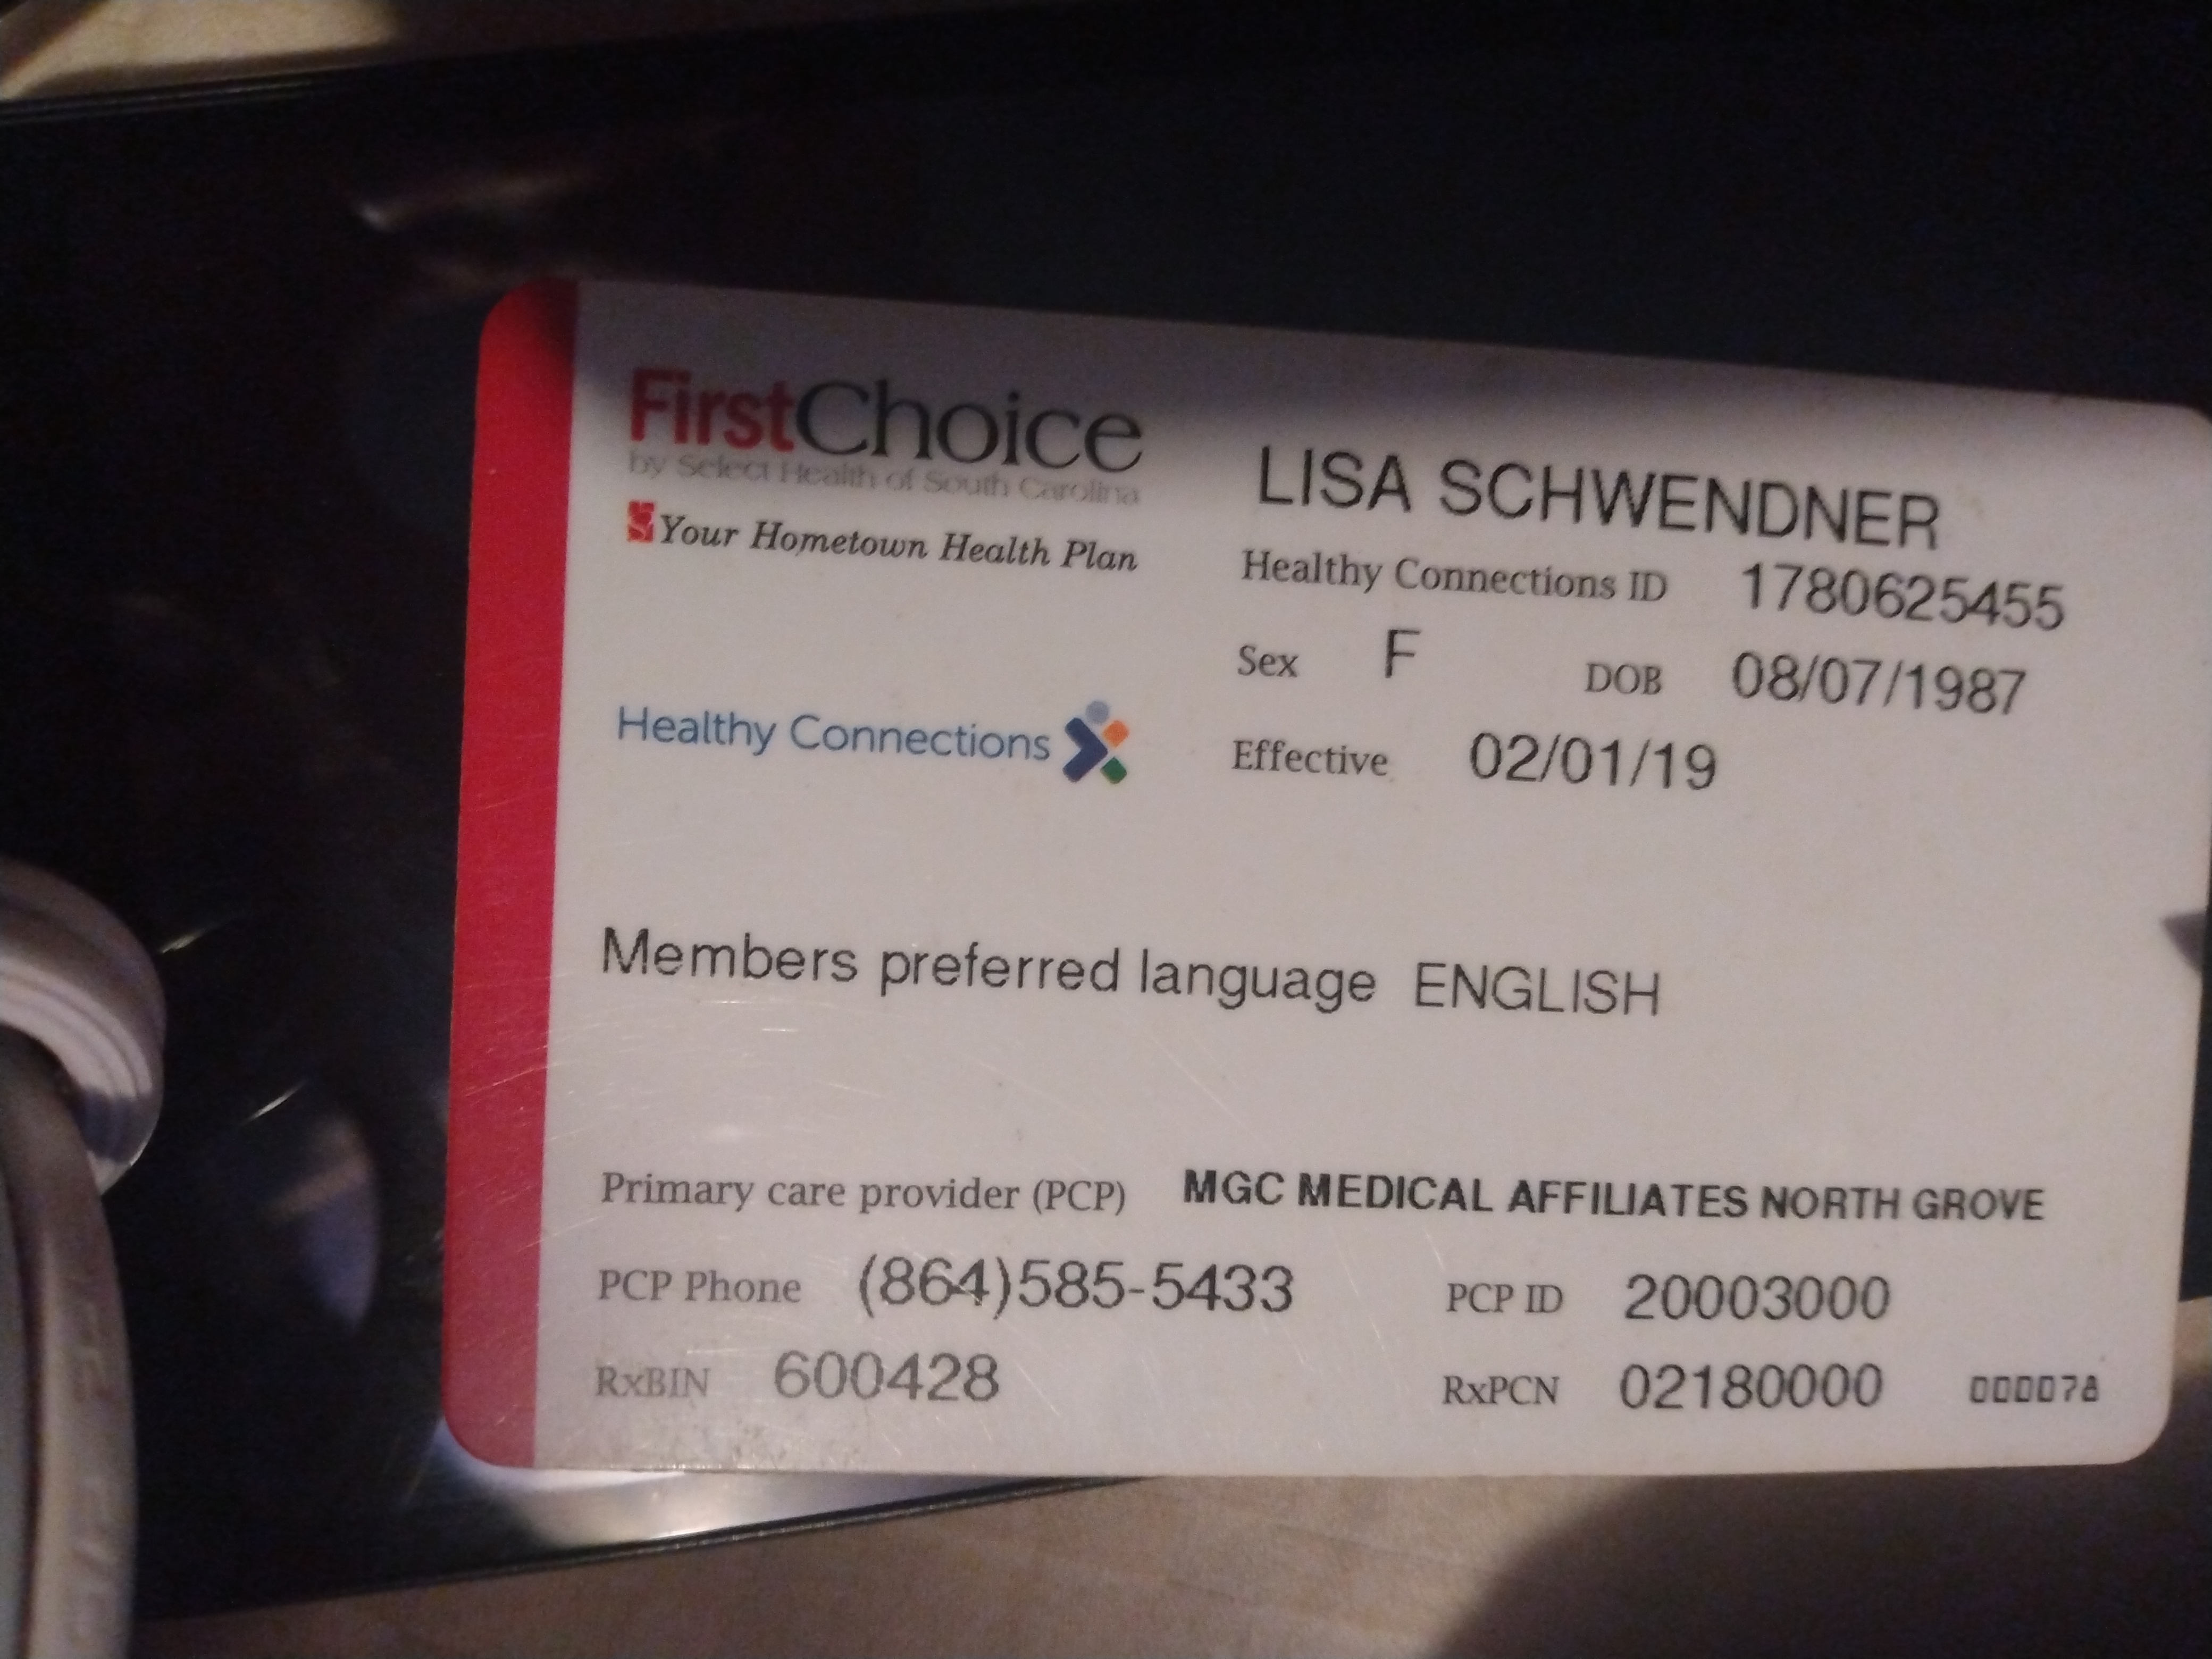 FirstChoice
by Select Health of South Carolina
Your Hometown Health Plan
LISA SCHWENDNER
Healthy Connections ID 1780625455
Sex F DOB 08/07/1987
Healthy Connections
Effective 02/01/19
Members preferred language ENGLISH
Primary care provider (PCP) MGC MEDICAL AFFILIATES NORTH GROVE
PCP Phone (864)585-5433 PCP ID 20003000
RxBIN 600428 RxPCN 02180000 000078